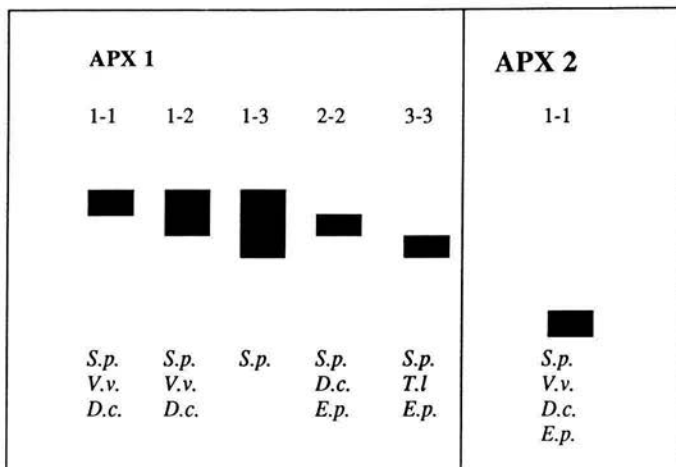 APX 1
APX 2
1-1 1-2 1-3 2-2 3-3 1-1
S.p. S.p. S.p. S.p. S.p. S.p.
V.v. V.v. D.c. T.l V.v.
D.c. D.c. E.p. E.p. D.c.
E.p.